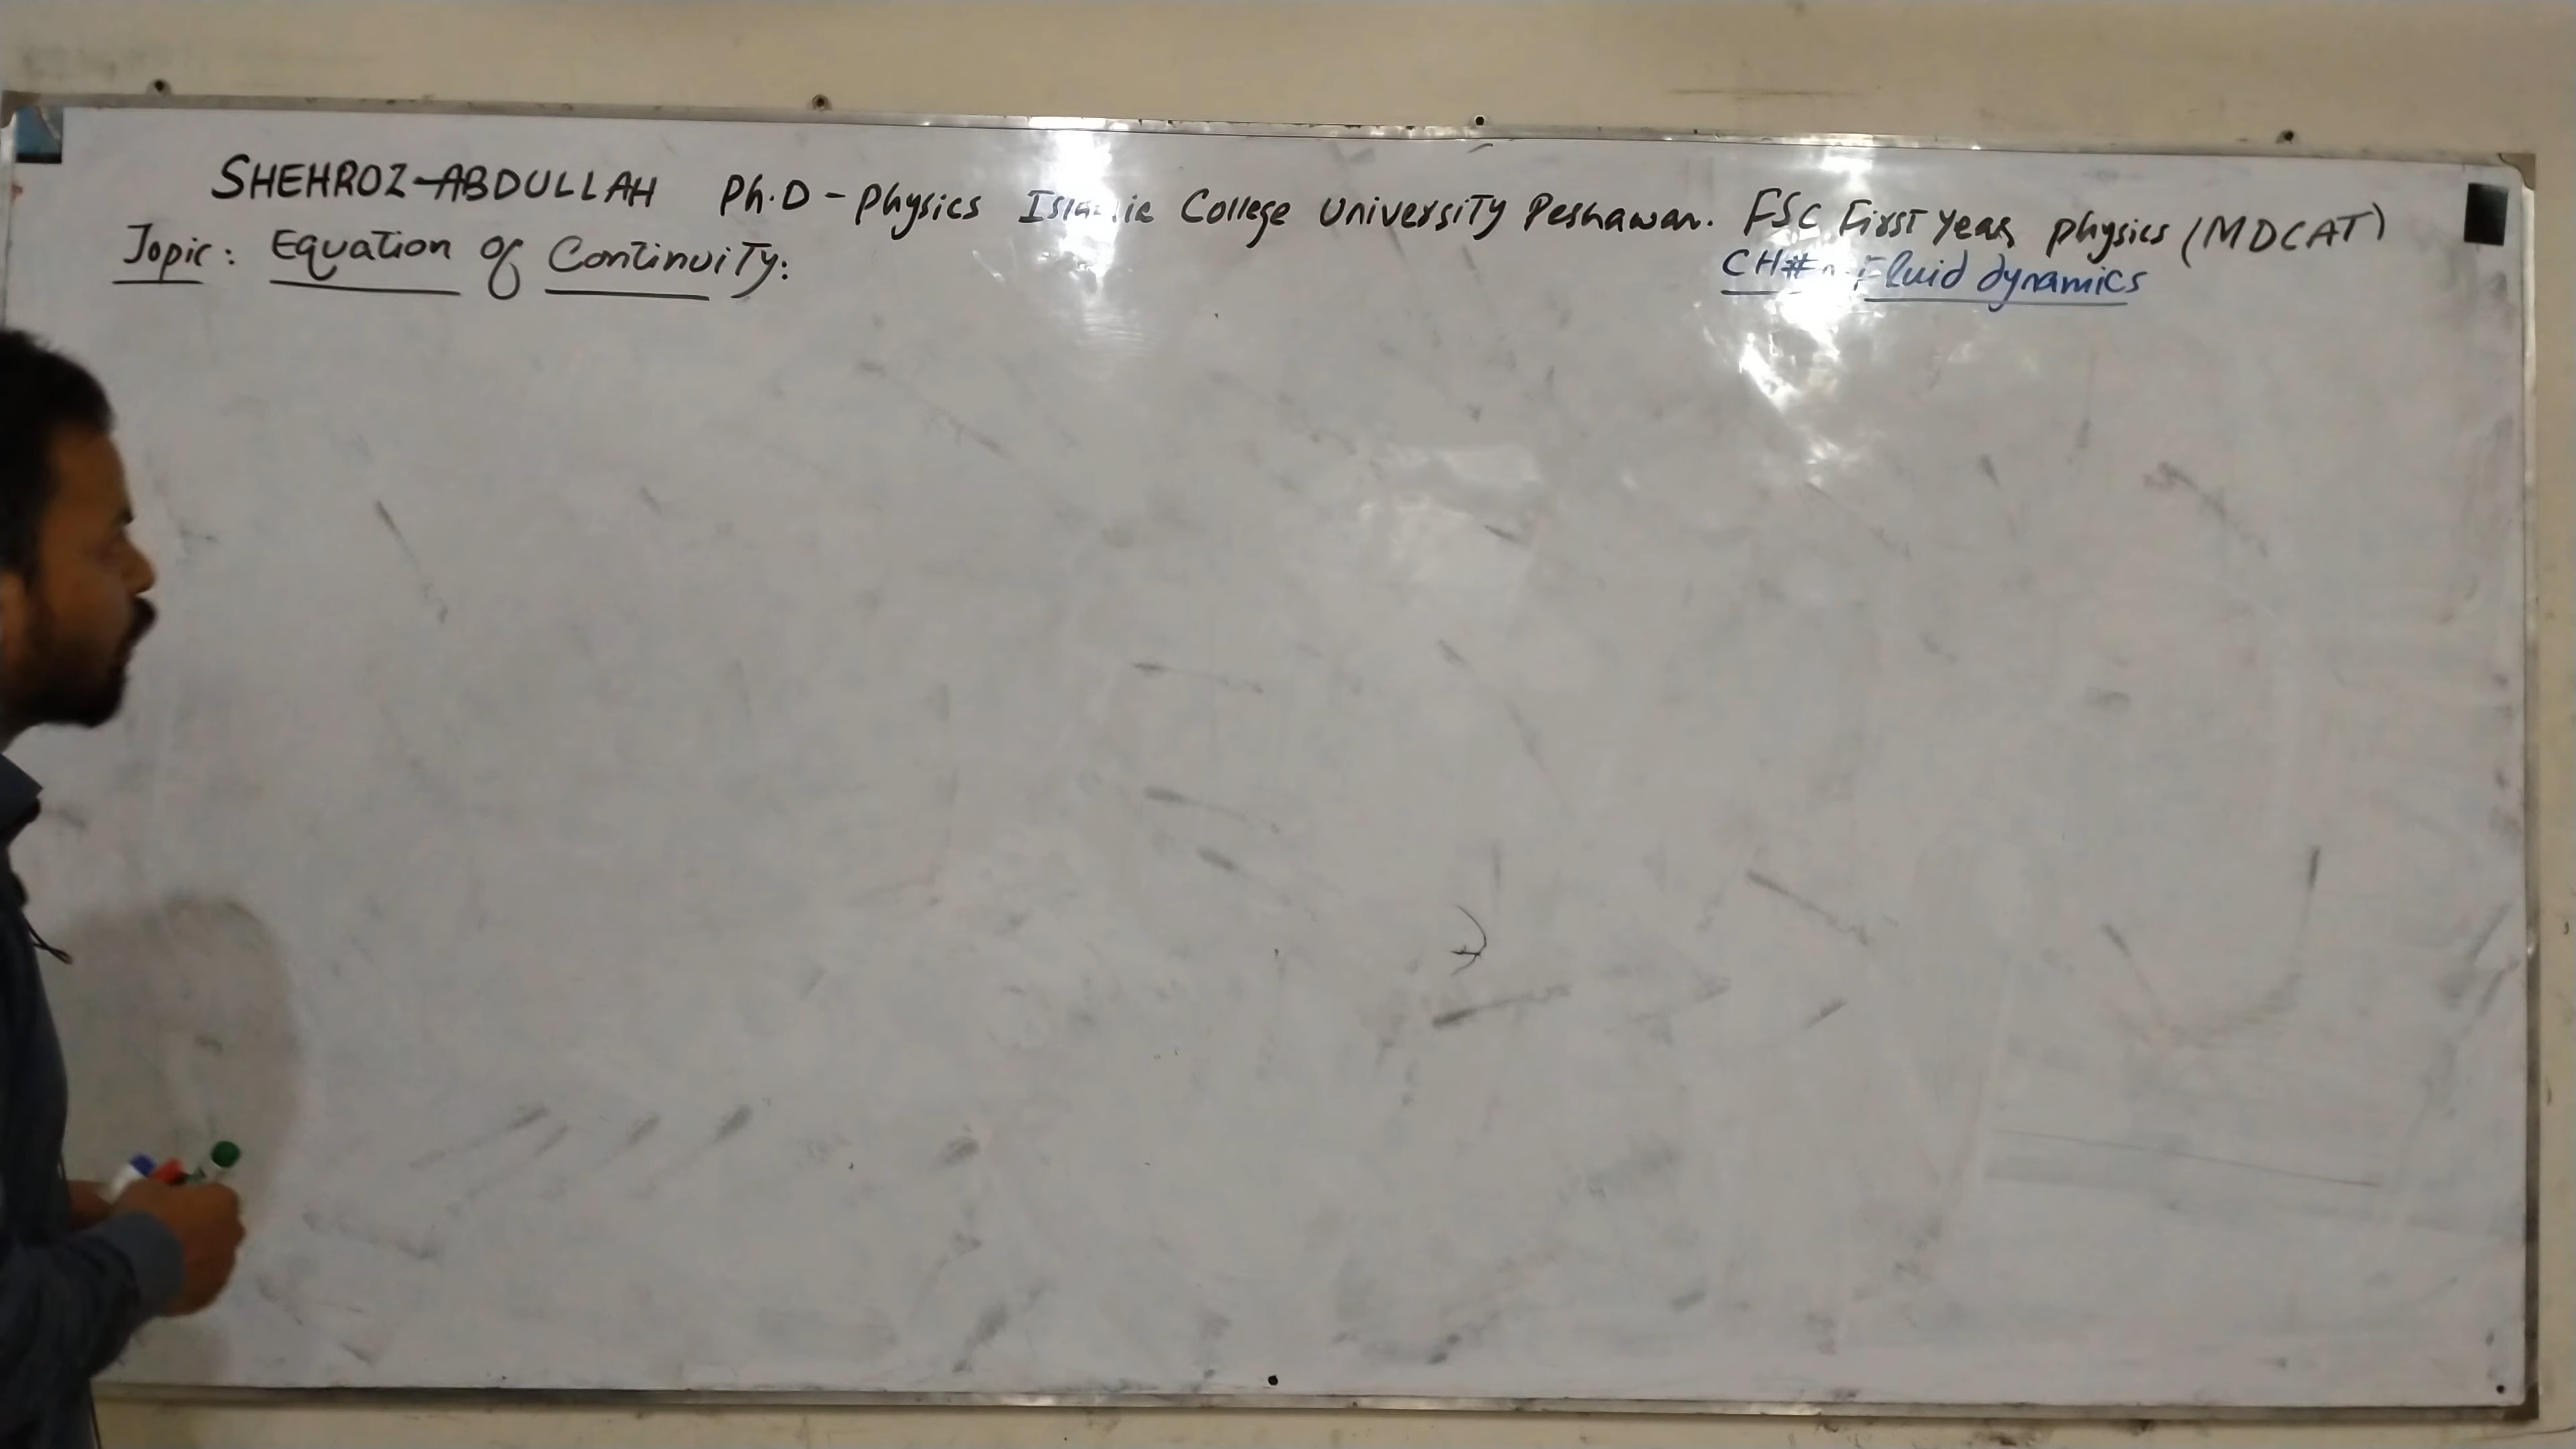 SHEHROZ-ABDULLAH Ph.D - Physics Islamic College University Peshawar. FSC First Year Physics (MDCAT)
Topic: Equation of Continuity:
CH# Fluid dynamics